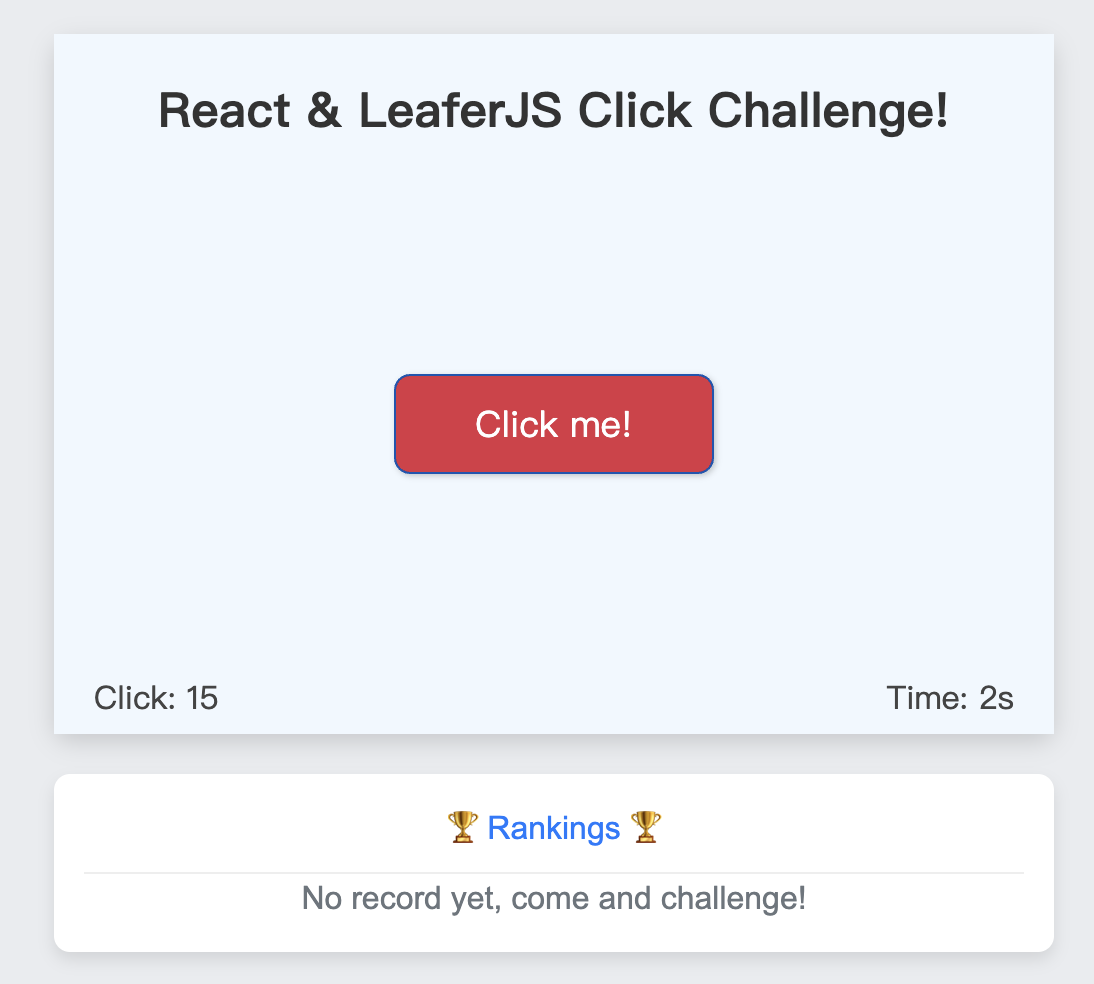 React & LeaferJS Click Challenge!
Click me!
Click: 15
Time: 2s
🏆 Rankings 🏆
No record yet, come and challenge!